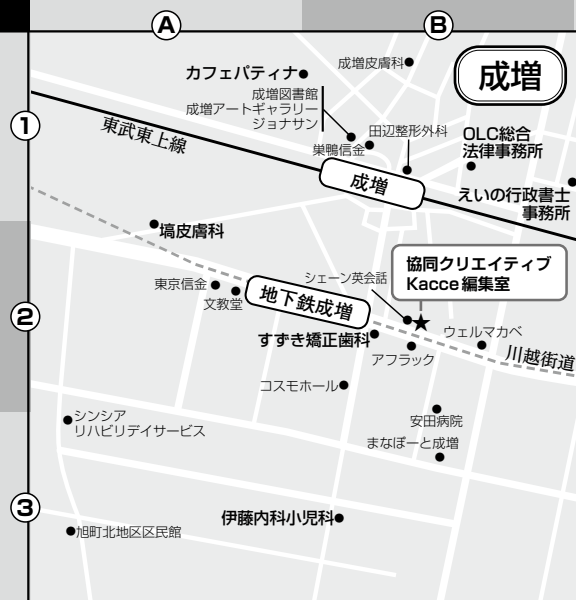 A
B
成増
カフェパティナ
成増皮膚科
成増図書館
成増アートギャラリー
ジョナサン
1
東武東上線
巣鴨信金
田辺整形外科
OLC総合
法律事務所
成増
えいの行政書士
事務所
塙皮膚科
協同クリエイティブ
Kacce編集室
シェーン英会話
東京信金
文教堂
地下鉄成増
2
すずき矯正歯科
アフラック
ウェルマカベ
川越街道
コスモホール
シンシア
リハビリデイサービス
安田病院
まなぽーと成増
3
伊藤内科小児科
旭町北地区区民館